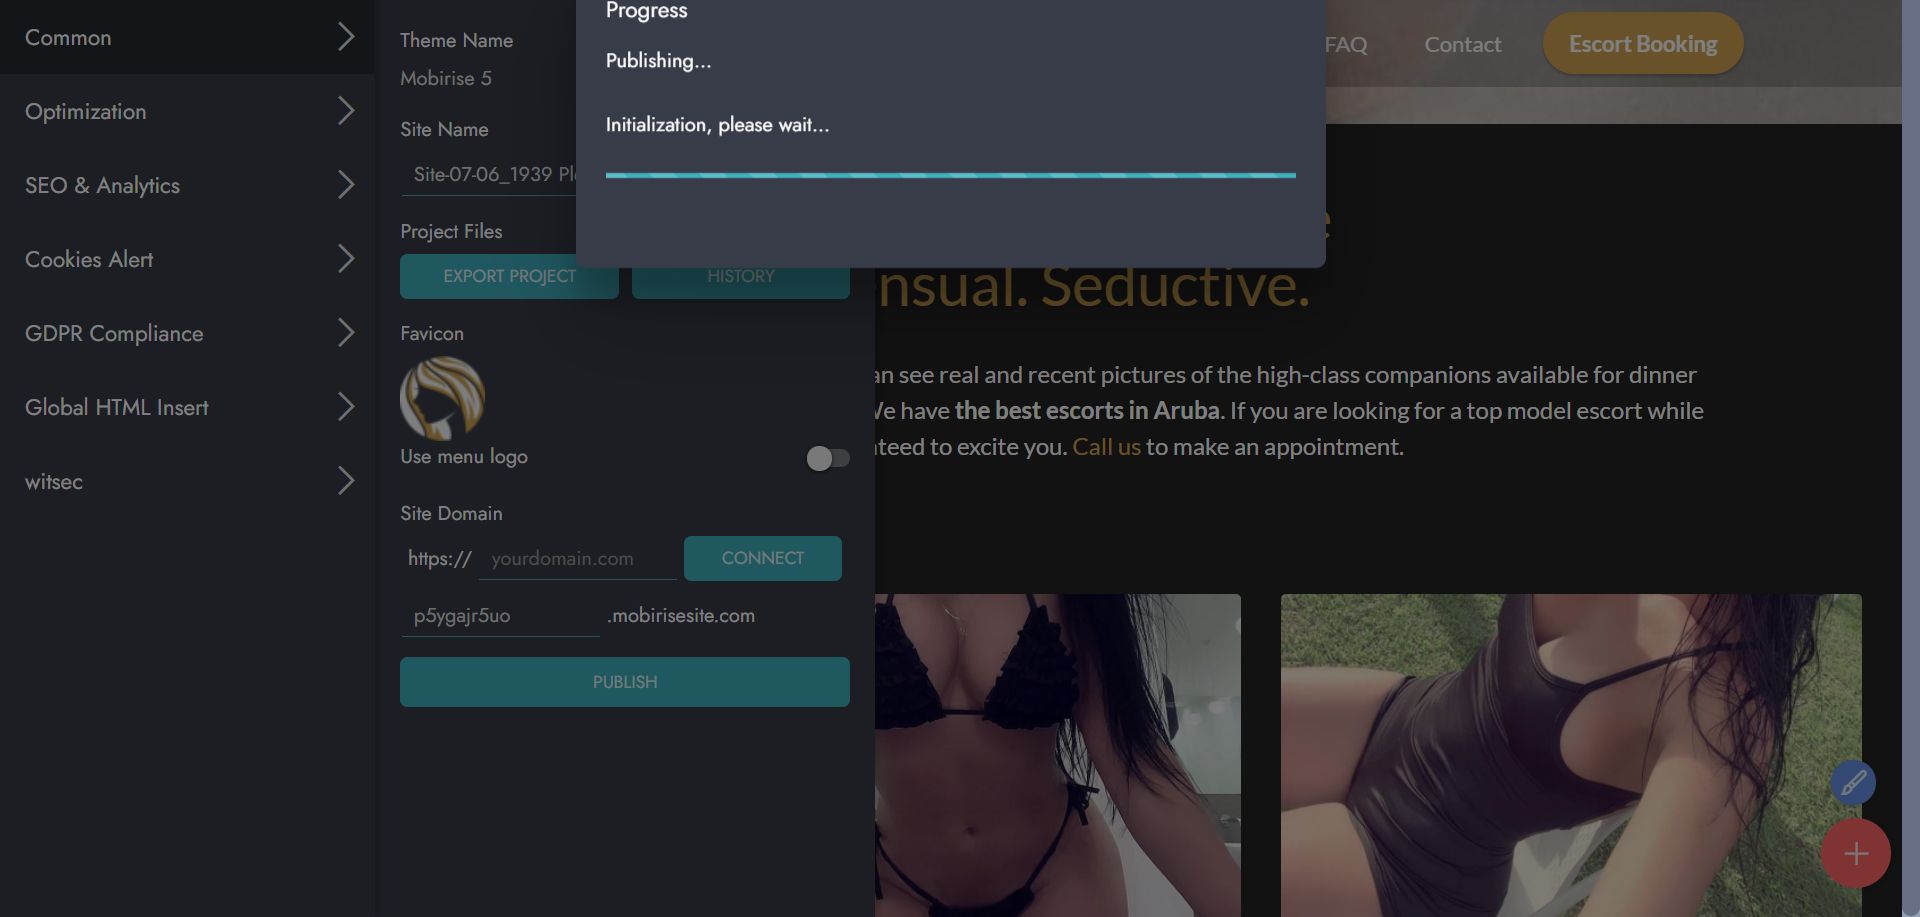 Common
Optimization
SEO & Analytics
Cookies Alert
GDPR Compliance
Global HTML Insert
witsec
Theme Name
Mobirise 5
Site Name
Site-07-06_1939
Project Files
EXPORT PROJECT
HISTORY
Favicon
Use menu logo
Site Domain
https://
yourdomain.com
CONNECT
p5ygajr5uo
.mobirisesite.com
PUBLISH
Progress
Publishing...
Initialization, please wait...
FAQ
Contact
Escort Booking
nsual. Seductive.
an see real and recent pictures of the high-class companions available for dinner
We have the best escorts in Aruba. If you are looking for a top model escort while
nteed to excite you. Call us to make an appointment.